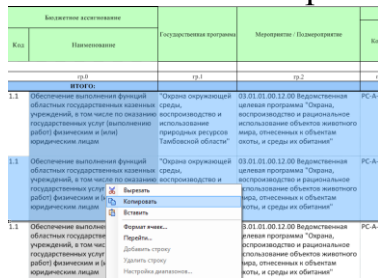 Бюджетное ассигнование
Государственная программа
Мероприятие / Подмероприятие
Код
Наименование
гр.0
гр.1
гр.2
ИТОГО:
1.1 Обеспечение выполнения функций "Охрана окружающей 03.01.01.00.12.00 Ведомственная РС-А-
областных государственных казенных среды, целевая программа "Охрана,
учреждений, в том числе по оказанию воспроизводство и воспроизводство и рациональное
государственных услуг (выполнению использование использование объектов животного
работ) физическим и (или) природных ресурсов мира, отнесенных к объектам
юридическим лицам Тамбовской области" охоты, и среды их обитания"
1.1 Обеспечение выполнения функций "Охрана окружающей 03.01.01.00.12.00 Ведомственная РС-А-
областных государственных казенных среды, целевая программа "Охрана,
учреждений, в том числе по оказанию воспроизводство и воспроизводство и рациональное
государственных услуг использование объектов животного
работ) физическим и мира, отнесенных к объектам
юридическим лицам охоты, и среды их обитания"
Вырезать
Копировать
Вставить
Формат ячеек...
Перейти...
Добавить строку
Удалить строку
Настройка диапазонов...
1.1 Обеспечение выполнения 03.01.01.00.12.00 Ведомственная РС-А-
областных государственных целевая программа "Охрана,
учреждений, в том числе воспроизводство и рациональное
государственных услуг использование объектов животного
работ) физическим и мира, отнесенных к объектам
юридическим лицам охоты, и среды их обитания"